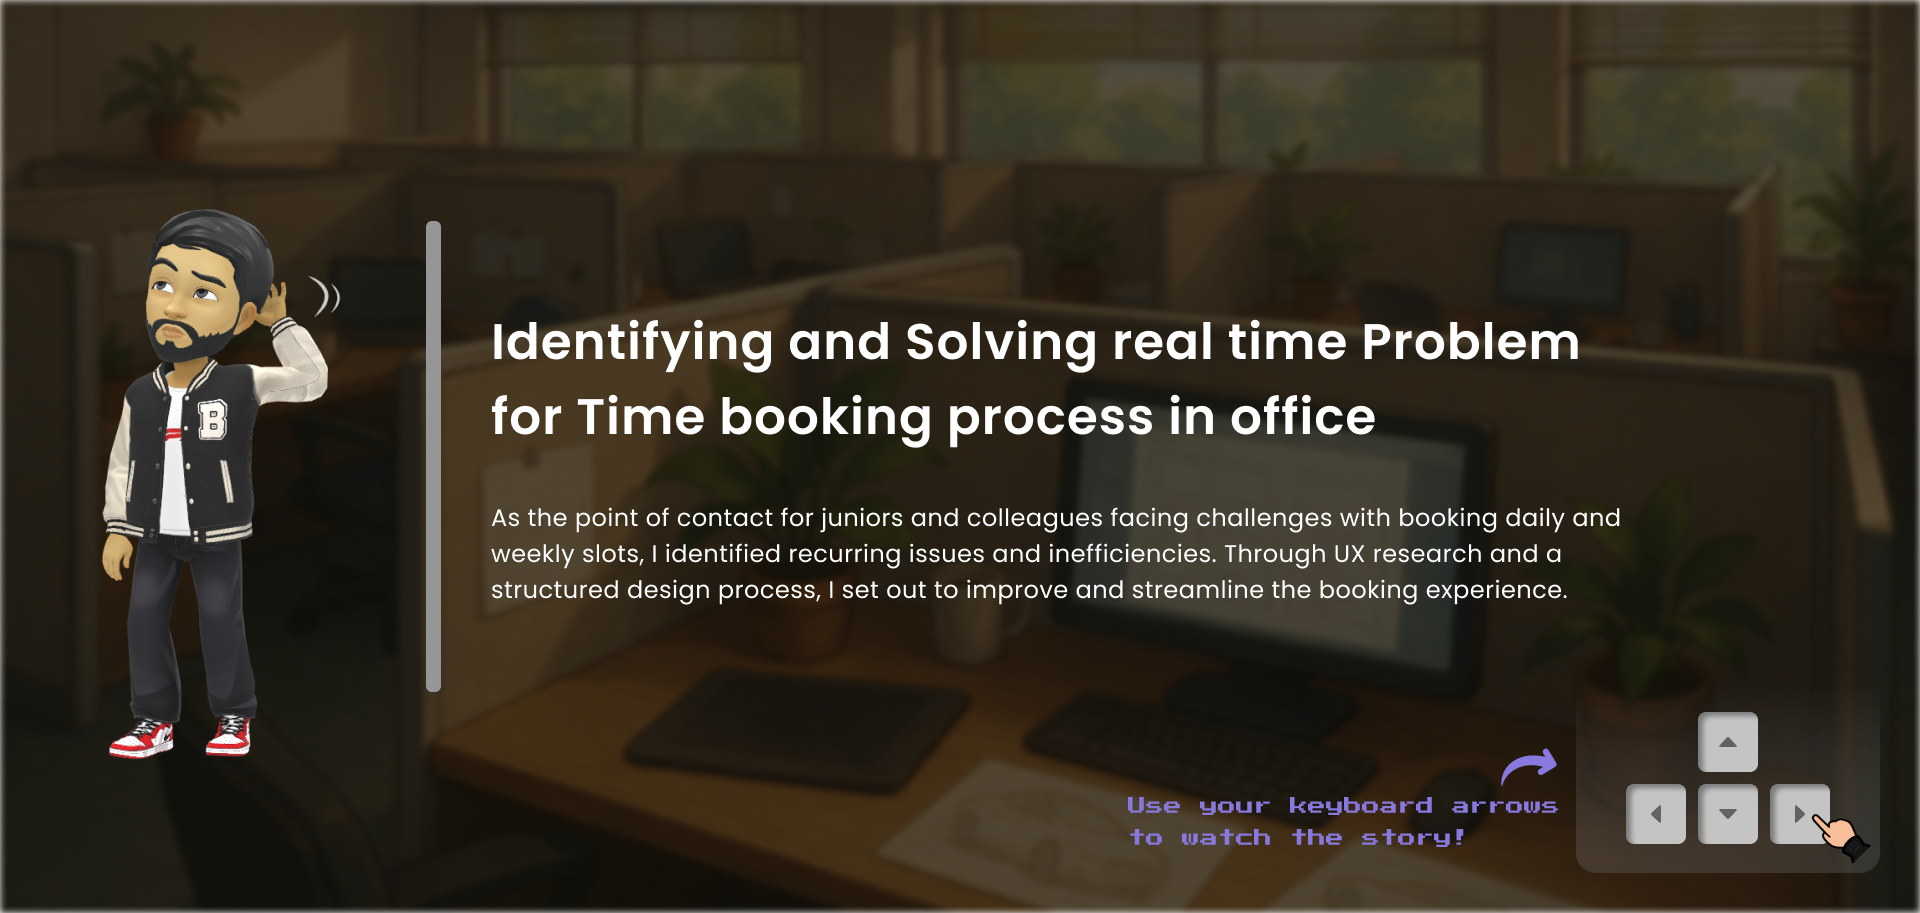 B
Identifying and Solving real time Problem
for Time booking process in office
As the point of contact for juniors and colleagues facing challenges with booking daily and
weekly slots, I identified recurring issues and inefficiencies. Through UX research and a
structured design process, I set out to improve and streamline the booking experience.
Use your keyboard arrows
to watch the story!